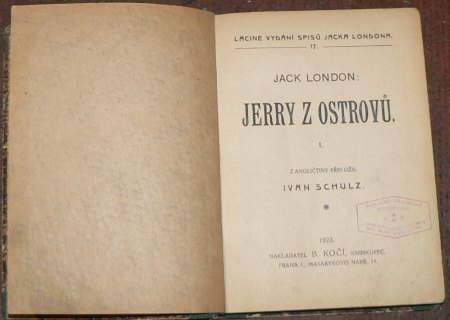 LACINÉ VYDÁNÍ SPISŮ JACKA LONDONA.
17.
JACK LONDON:
JERRY Z OSTROVŮ.
I.
Z ANGLIČTINY PŘELOŽIL
IVAN SCHULZ.
*
1923.
NAKLADATEL B. KOČÍ, KNIHKUPEC,
PRAHA I. MASARYKOVO NÁBŘ. 14.